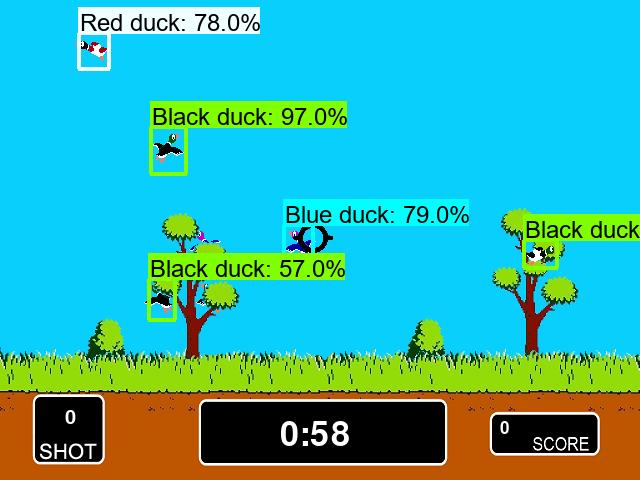 Red duck: 78.0%
Black duck: 97.0%
Blue duck: 79.0%
Black duck
Black duck: 57.0%
0
SHOT
0:58
0
SCORE